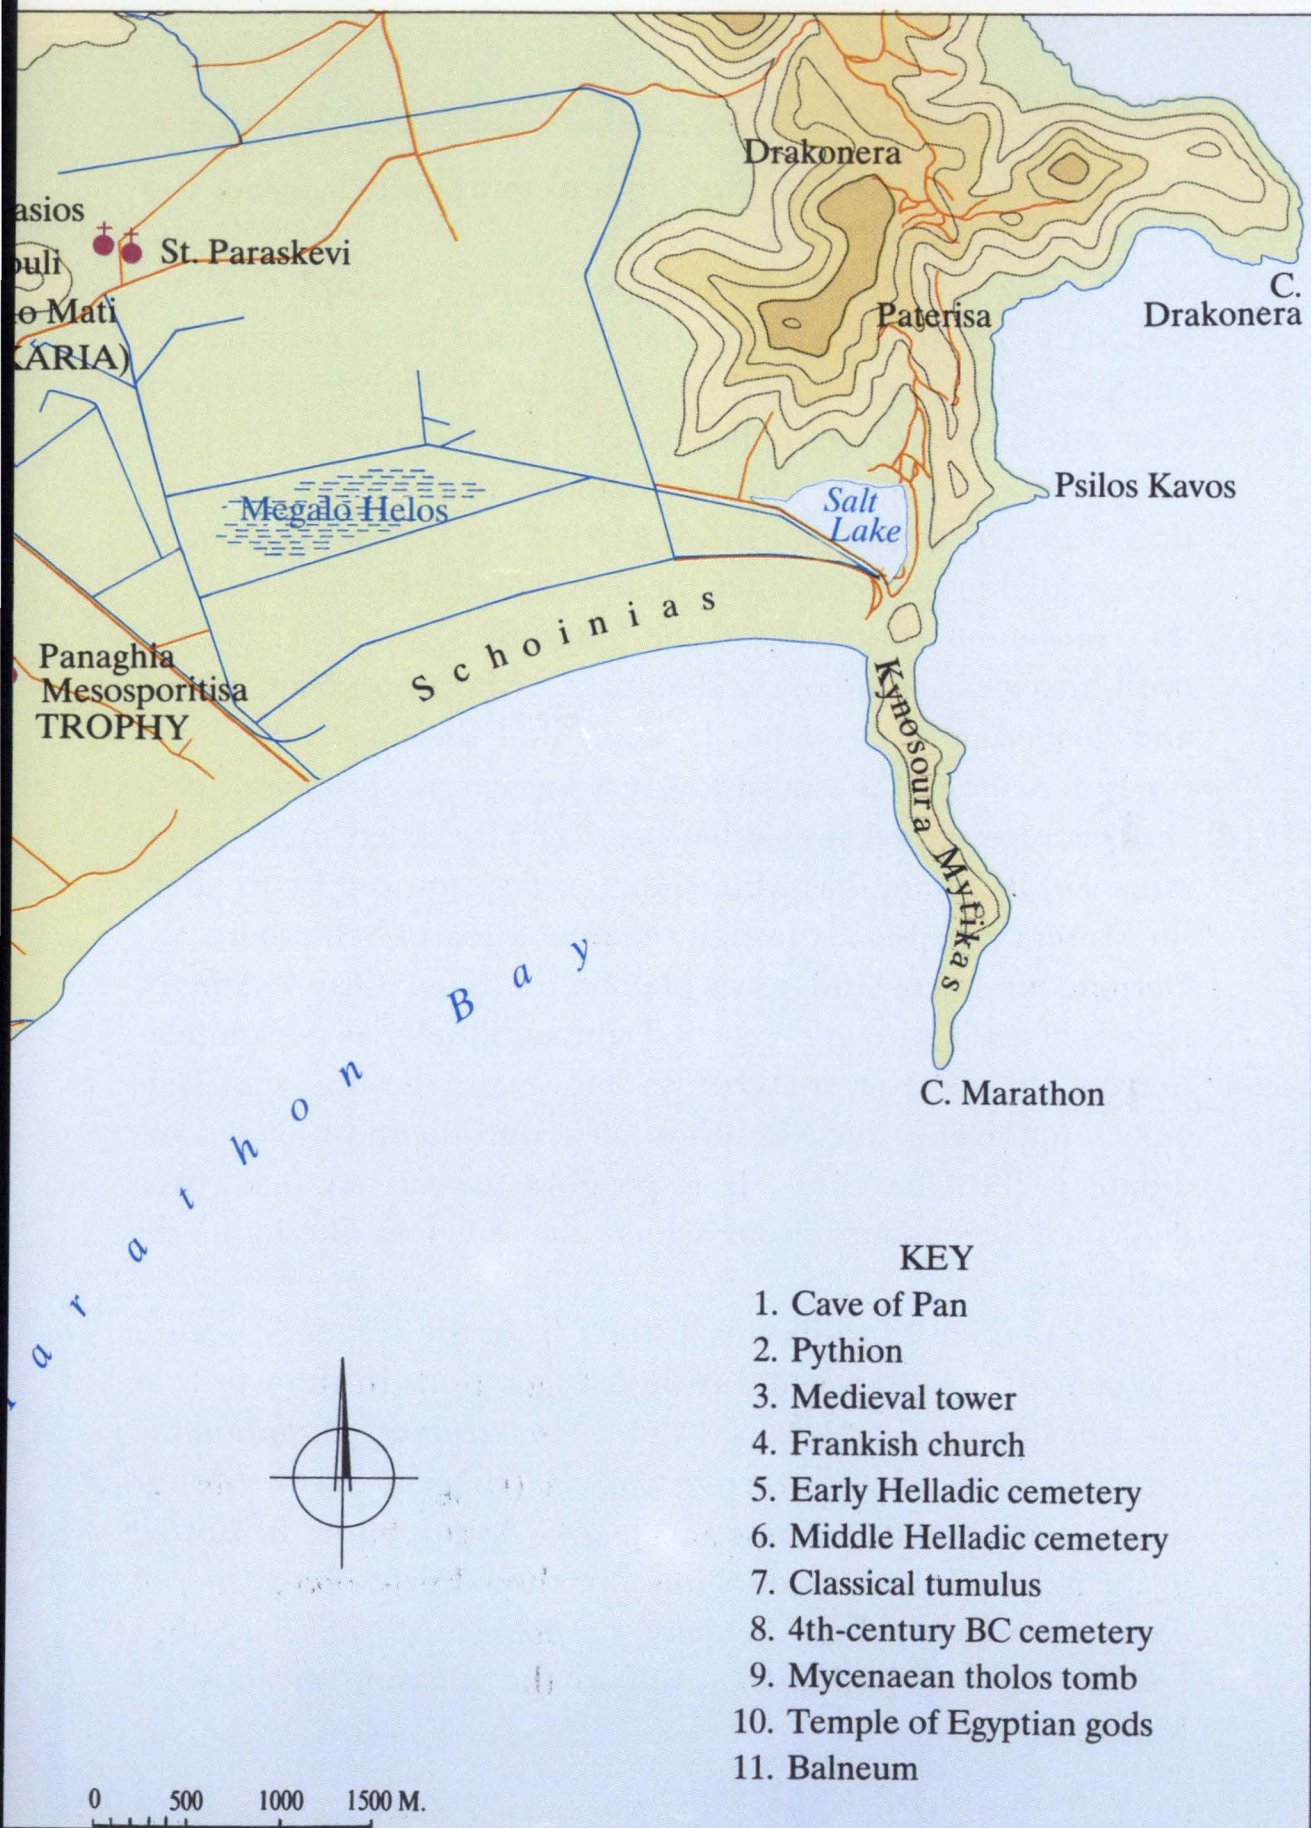 Drakonera
asios
St. Paraskevi
ouli
C.
Drakonera
o Mati
Paterisa
KARIA)
Psilos Kavos
Salt
Lake
Megalo Helos
Schoinias
Panaghia
Mesosporitisa
TROPHY
Kynosoura Mytikas
arathon Bay
C. Marathon
KEY
1. Cave of Pan
2. Pythion
3. Medieval tower
4. Frankish church
5. Early Helladic cemetery
6. Middle Helladic cemetery
7. Classical tumulus
8. 4th-century BC cemetery
9. Mycenaean tholos tomb
10. Temple of Egyptian gods
11. Balneum
0 500 1000 1500 M.